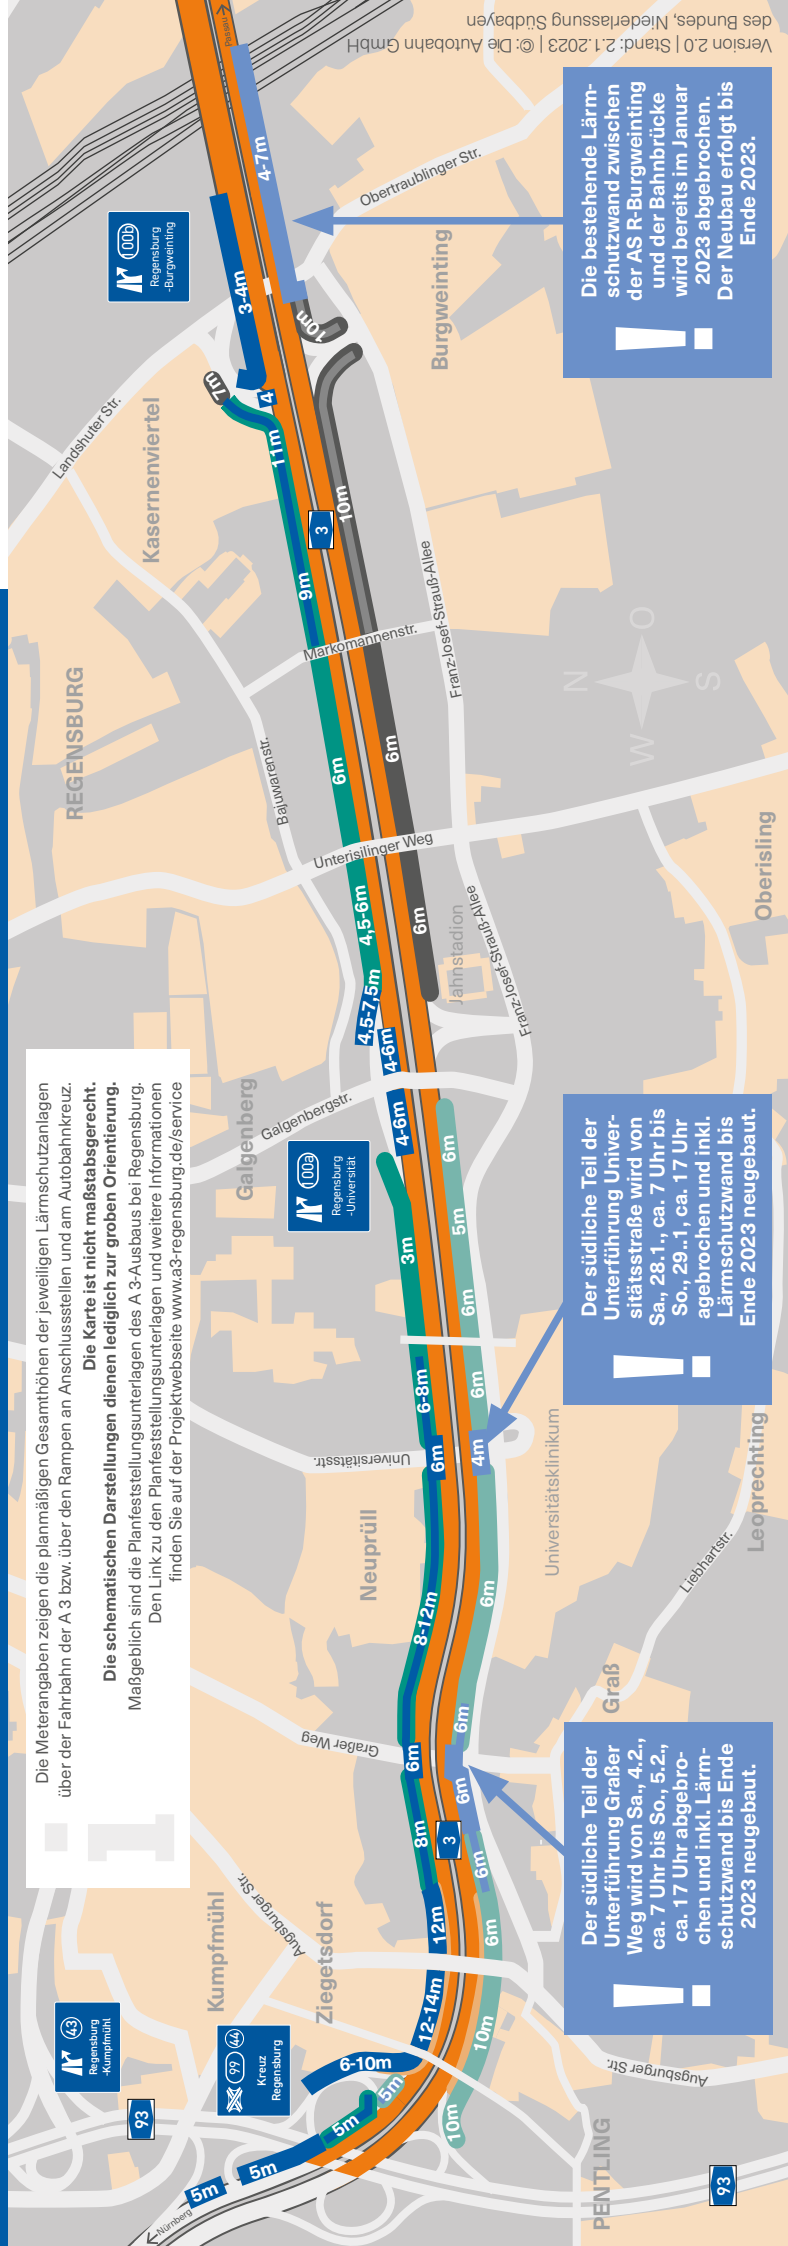 Die Meterangaben zeigen die planmäßigen Gesamthöhen der jeweiligen Lärmschutzanlagen
über der Fahrbahn der A 3 bzw. über den Rampen an Anschlussstellen und am Autobahnkreuz.
Die Karte ist nicht maßstabsgerecht.
Die schematischen Darstellungen dienen lediglich zur groben Orientierung.
Maßgeblich sind die Planfeststellungsunterlagen des A 3-Ausbaus bei Regensburg.
Den Link zu den Planfeststellungsunterlagen und weitere Informationen
finden Sie auf der Projektwebseite www.a3-regensburg.de/service
i
REGENSBURG
Kasernenviertel
Landshuter Str.
100b
Regensburg
-Burgweinting
Passau
Galgenberg
Galgenbergstr.
Bajuwarenstr.
Unterislinger Weg
Markomannenstr.
100a
Regensburg
-Universität
Neuprüll
Universitätsstr.
Graßer Weg
Kumpfmühl
Ziegetsdorf
Augsburger Str.
43
Regensburg
-Kumpfmühl
99
44
Kreuz
Regensburg
93
Nürnberg
5m
5m
5m
5m
6-10m
12-14m
12m
8m
6m
8-12m
6m
6-8m
3m
4-6m
4-6m
4,5-7,5m
4,5-6m
6m
9m
11m
7m
4
3-4m
3
3
10m
10m
6m
6m
6m
6m
6m
6m
4m
6m
6m
5m
6m
6m
6m
10m
10m
4-7m
Jahnstadion
Franz-Josef-Strauß-Allee
Franz-Josef-Strauß-Allee
Obertraublinger Str.
Burgweinting
N
O
S
W
Oberisling
Universitätsklinikum
Leoprechting
Liebhartstr.
Graß
Augsburger Str.
PENTLING
93
!
Der südliche Teil der
Unterführung Graßer
Weg wird von Sa., 4.2.,
ca. 7 Uhr bis So., 5.2.,
ca. 17 Uhr abgebro-
chen und inkl. Lärm-
schutzwand bis Ende
2023 neugebaut.
!
Der südliche Teil der
Unterführung Univer-
sitätsstraße wird von
Sa., 28.1., ca. 7 Uhr bis
So., 29..1, ca. 17 Uhr
agebrochen und inkl.
Lärmschutzwand bis
Ende 2023 neugebaut.
!
Die bestehende Lärm-
schutzwand zwischen
der AS R-Burgweinting
und der Bahnbrücke
wird bereits im Januar
2023 abgebrochen.
Der Neubau erfolgt bis
Ende 2023.
Version 2.0 | Stand: 2.1.2023 | ©: Die Autobahn GmbH
des Bundes, Niederlassung Südbayen